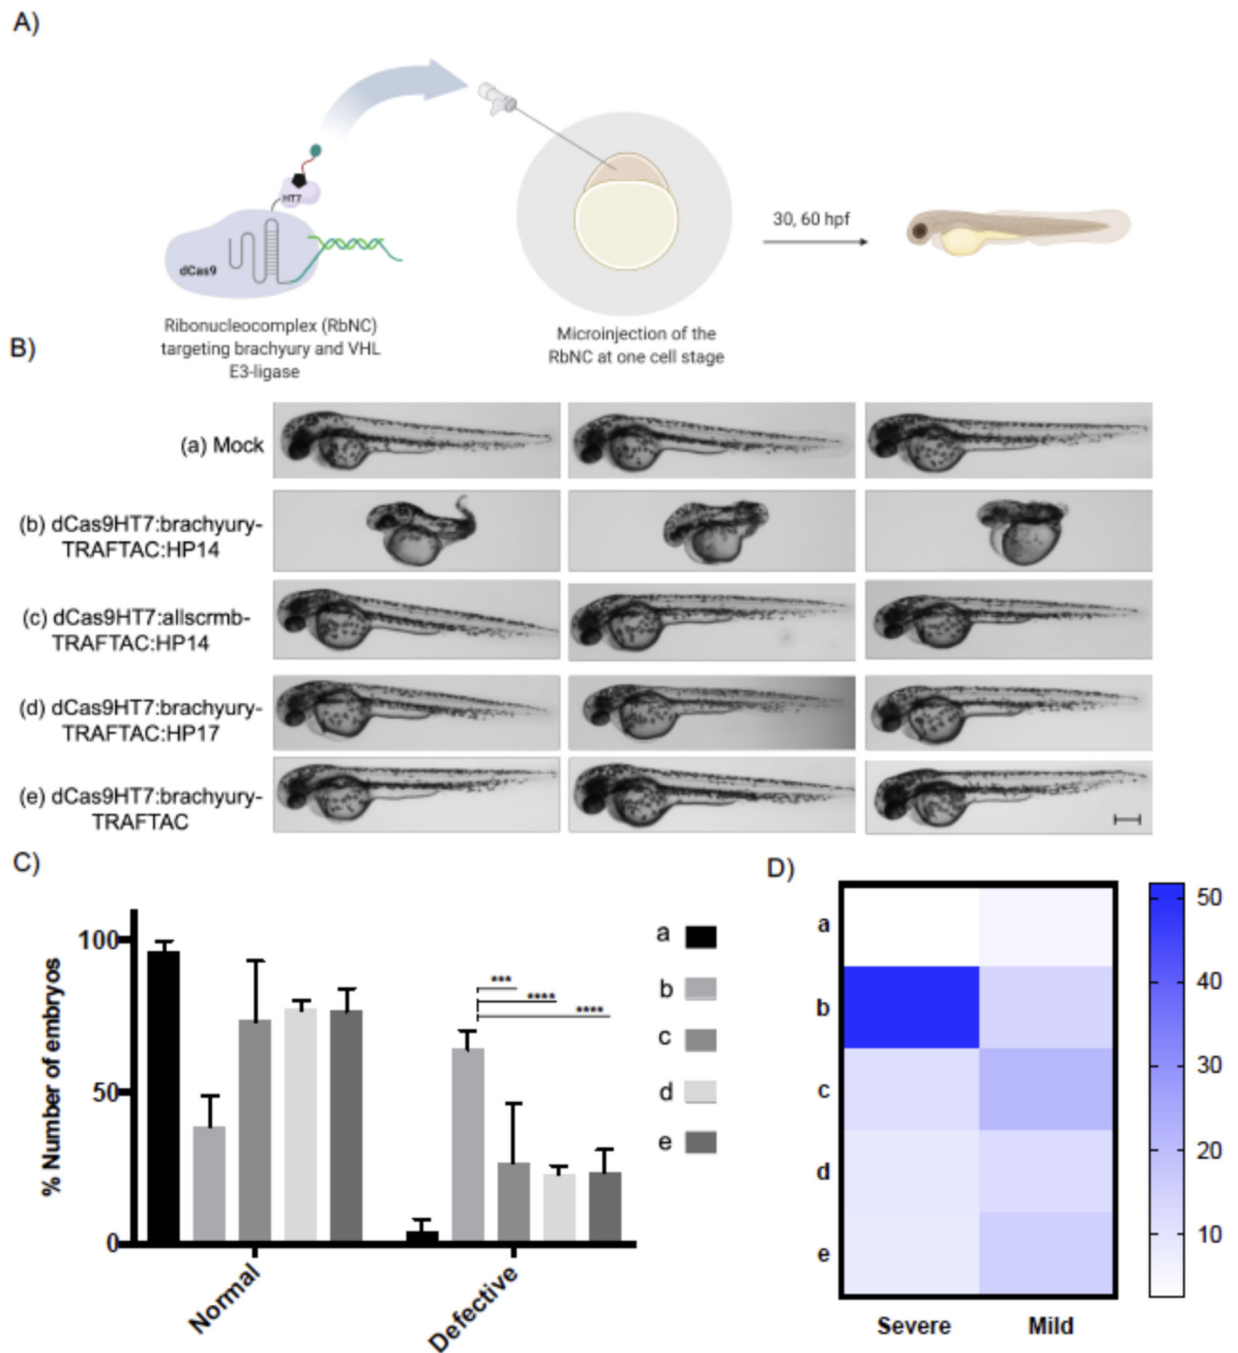 A)
HT7
dCas9
30, 60 hpf
Ribonucleocomplex (RbNC)
targeting brachyury and VHL
E3-ligase
Microinjection of the
RbNC at one cell stage
B)
(a) Mock
(b) dCas9HT7:brachyury-
TRAFTAC:HP14
(c) dCas9HT7:allscrmb-
TRAFTAC:HP14
(d) dCas9HT7:brachyury-
TRAFTAC:HP17
(e) dCas9HT7:brachyury-
TRAFTAC
C)
% Number of embryos
100
50
0
Normal
Defective
***
****
****
a
b
c
d
e
D)
a
b
c
d
e
Severe
Mild
50
40
30
20
10